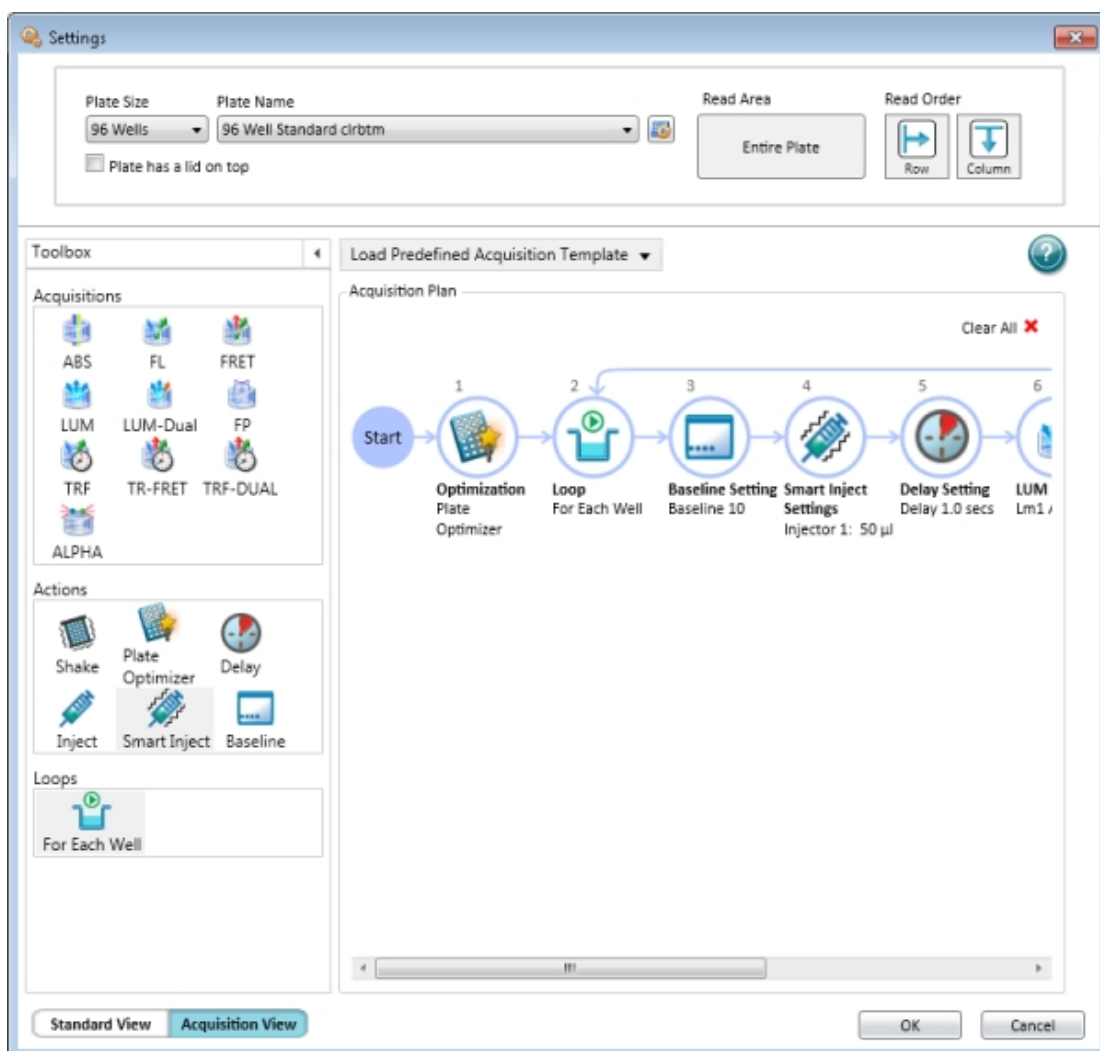 Settings
Plate Size
Plate Name
Read Area
Read Order
96 Wells
96 Well Standard clrbtm
Entire Plate
Row
Column
Plate has a lid on top
Toolbox
Load Predefined Acquisition Template
?
Acquisitions
ABS
FL
FRET
LUM
LUM-Dual
FP
TRF
TR-FRET
TRF-DUAL
ALPHA
Actions
Shake
Plate
Optimizer
Delay
Inject
Smart Inject
Baseline
Loops
For Each Well
Acquisition Plan
Clear All
1
2
3
4
5
6
Start
Optimization
Plate
Optimizer
Loop
For Each Well
Baseline Setting
Baseline 10
Smart Inject
Settings
Injector 1: 50 µl
Delay Setting
Delay 1.0 secs
LUM
Lm1
Standard View
Acquisition View
OK
Cancel